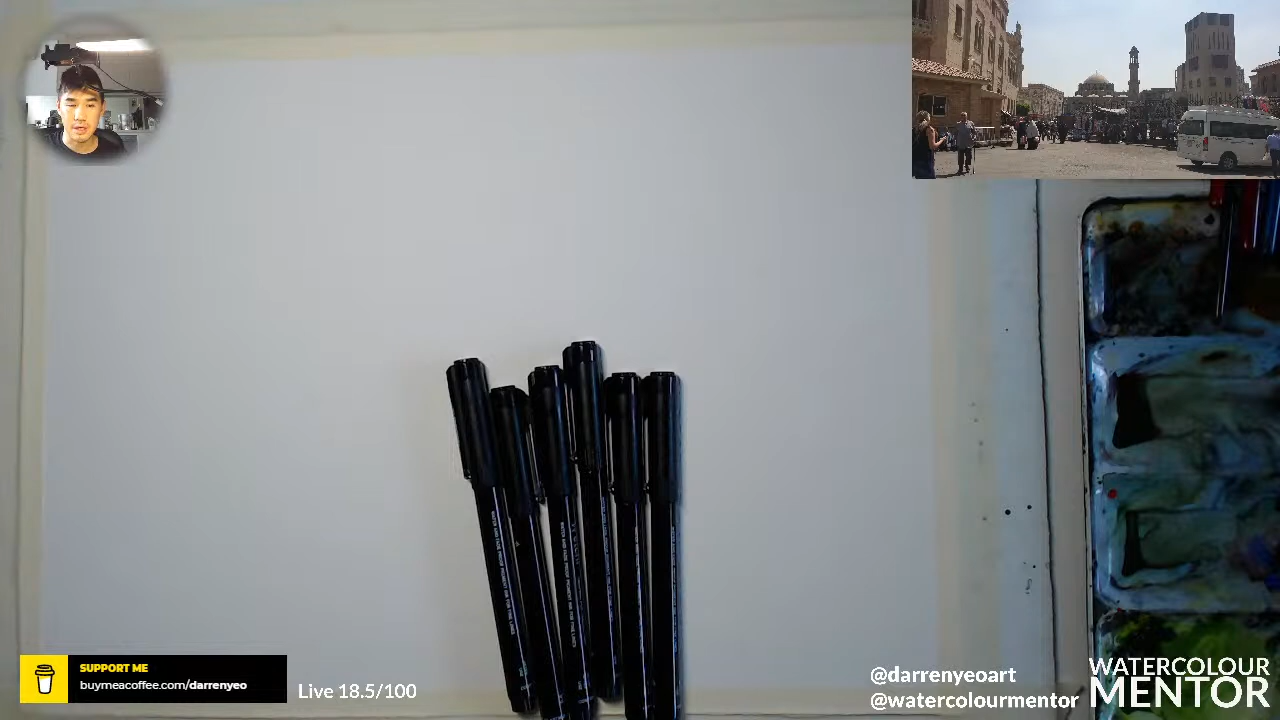 SUPPORT ME
buymeacoffee.com/darrenyeo
Live 18.5/100
@darrenyeoart
@watercolourmentor
WATERCOLOUR
MENTOR